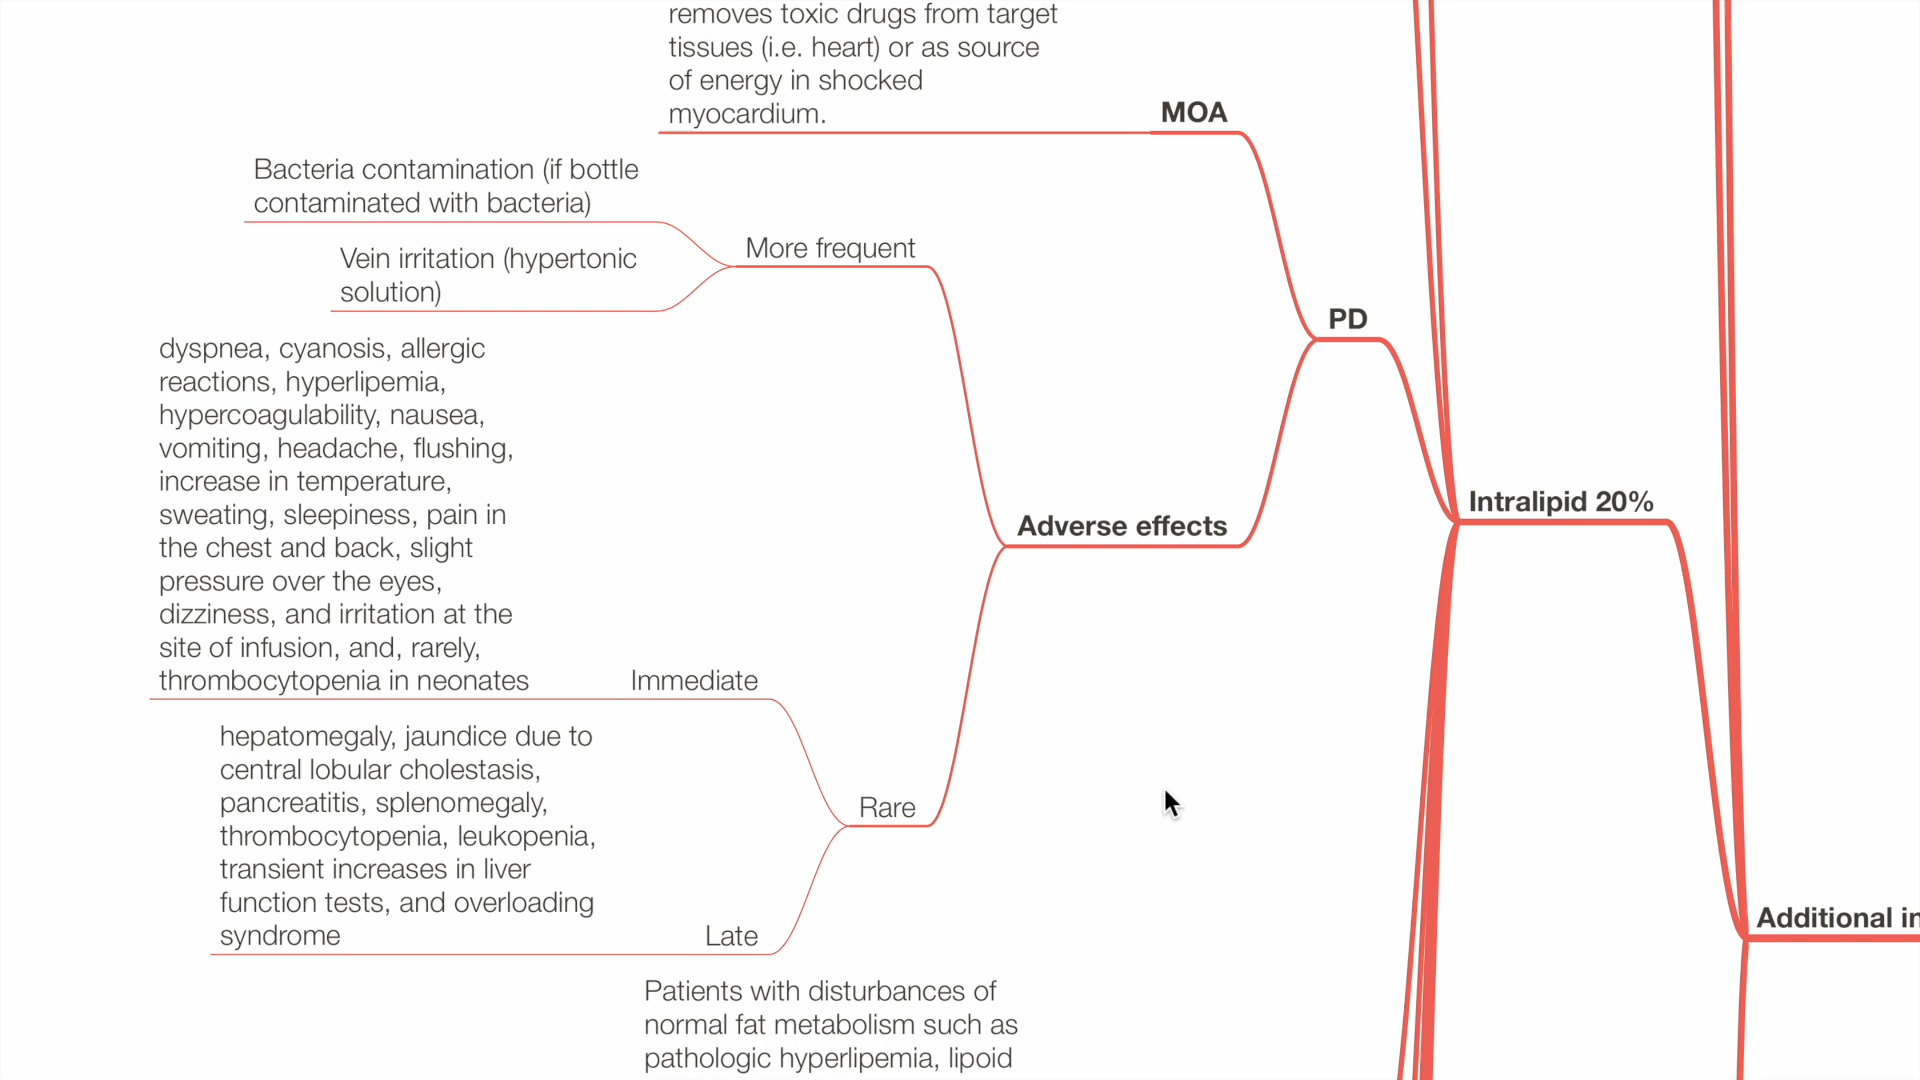 removes toxic drugs from target
tissues (i.e. heart) or as source
of energy in shocked
myocardium.
MOA
Bacteria contamination (if bottle
contaminated with bacteria)
More frequent
Vein irritation (hypertonic
solution)
PD
dyspnea, cyanosis, allergic
reactions, hyperlipemia,
hypercoagulability, nausea,
vomiting, headache, flushing,
increase in temperature,
sweating, sleepiness, pain in
the chest and back, slight
pressure over the eyes,
dizziness, and irritation at the
site of infusion, and, rarely,
thrombocytopenia in neonates
Immediate
Adverse effects
Intralipid 20%
hepatomegaly, jaundice due to
central lobular cholestasis,
pancreatitis, splenomegaly,
thrombocytopenia, leukopenia,
transient increases in liver
function tests, and overloading
syndrome
Late
Rare
Additional in
Patients with disturbances of
normal fat metabolism such as
pathologic hyperlipemia, lipoid